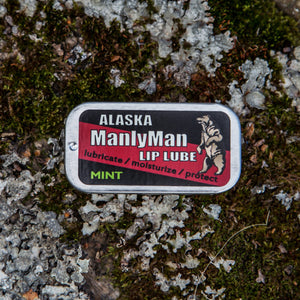 ALASKA
ManlyMan
LIP LUBE
lubricate / moisturize / protect
MINT